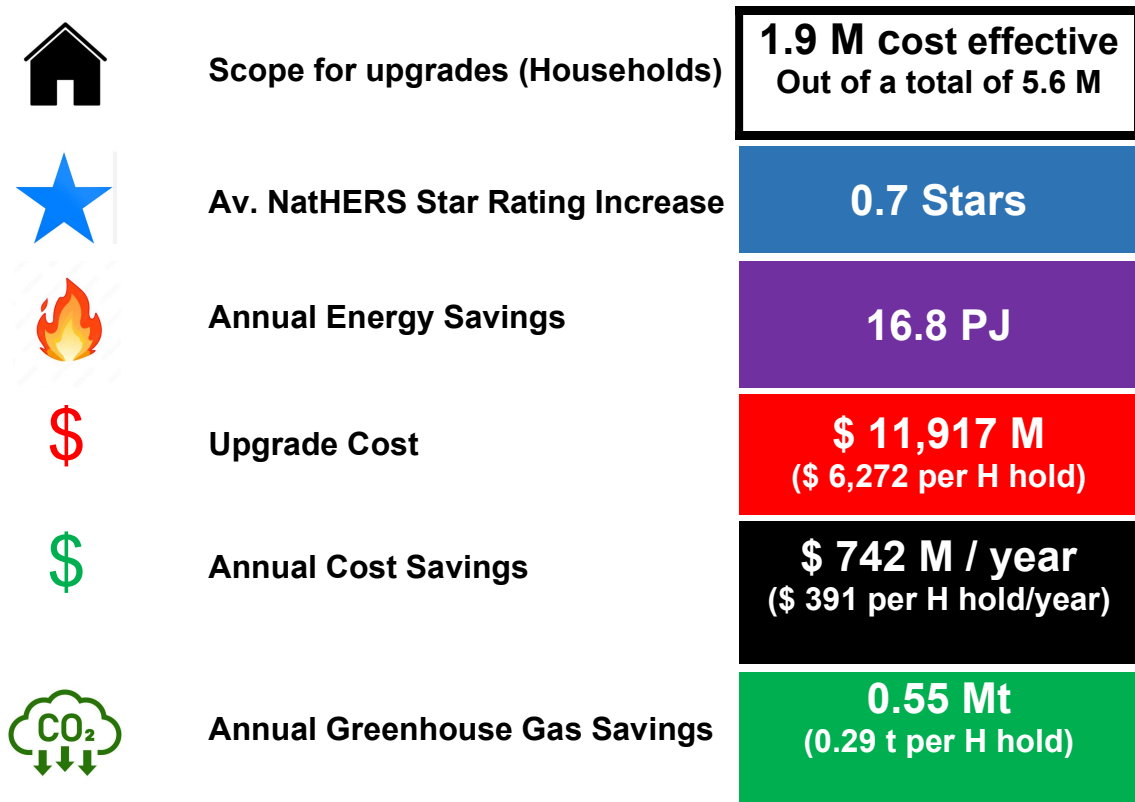 Scope for upgrades (Households)
1.9 M cost effective
Out of a total of 5.6 M
Av. NatHERS Star Rating Increase
0.7 Stars
Annual Energy Savings
16.8 PJ
$
Upgrade Cost
$ 11,917 M
($ 6,272 per H hold)
$
Annual Cost Savings
$ 742 M / year
($ 391 per H hold/year)
CO₂
Annual Greenhouse Gas Savings
0.55 Mt
(0.29 t per H hold)